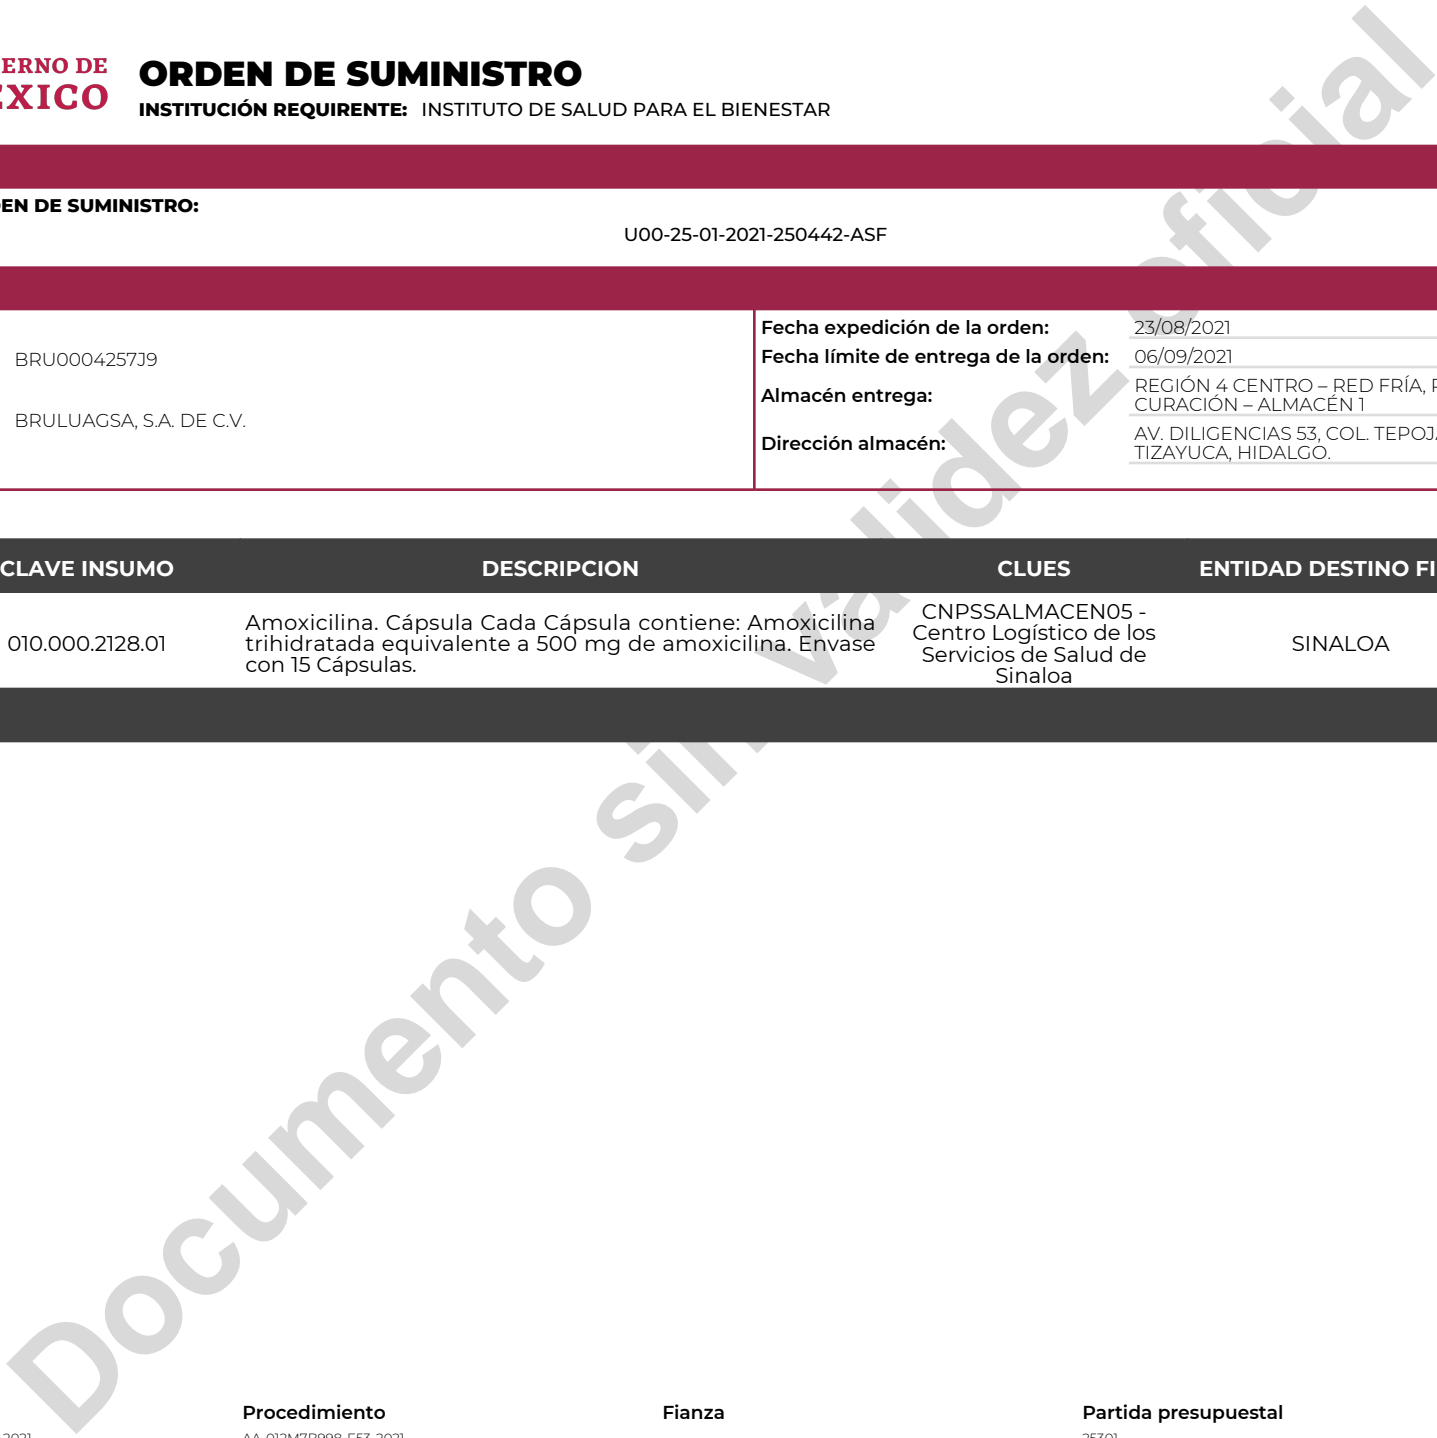 ERNO DE
ÉXICO
ORDEN DE SUMINISTRO
INSTITUCIÓN REQUIRENTE: INSTITUTO DE SALUD PARA EL BIENESTAR
EN DE SUMINISTRO:
U00-25-01-2021-250442-ASF
BRU0004257J9
BRULUAGSA, S.A. DE C.V.
Fecha expedición de la orden: 23/08/2021
Fecha límite de entrega de la orden: 06/09/2021
Almacén entrega: REGIÓN 4 CENTRO – RED FRÍA,
CURACIÓN – ALMACÉN 1
Dirección almacén: AV. DILIGENCIAS 53, COL. TEPOJ
TIZAYUCA, HIDALGO.
CLAVE INSUMO DESCRIPCION CLUES ENTIDAD DESTINO FI
010.000.2128.01
Amoxicilina. Cápsula Cada Cápsula contiene: Amoxicilina
trihidratada equivalente a 500 mg de amoxicilina. Envase
con 15 Cápsulas.
CNPSSALMACEN05 -
Centro Logístico de los
Servicios de Salud de
Sinaloa
SINALOA
Documento sin validez oficial
Procedimiento Fianza Partida presupuestal